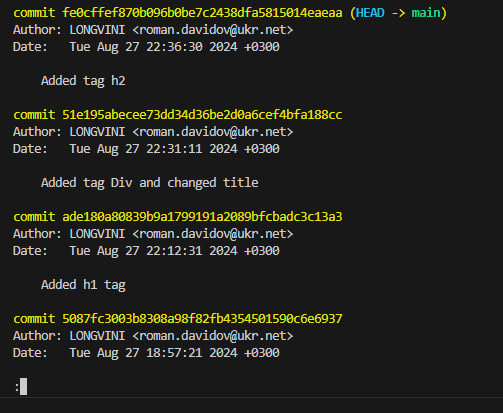 commit fe0cffef870b096b0be7c2438dfa5815014eaeaa (HEAD -> main)
Author: LONGVINI <roman.davidov@ukr.net>
Date:   Tue Aug 27 22:36:30 2024 +0300
    Added tag h2
commit 51e195abecee73dd34d36be2d0a6cef4bfa188cc
Author: LONGVINI <roman.davidov@ukr.net>
Date:   Tue Aug 27 22:31:11 2024 +0300
    Added tag Div and changed title
commit ade180a80839b9a1799191a2089bfcbadc3c13a3
Author: LONGVINI <roman.davidov@ukr.net>
Date:   Tue Aug 27 22:12:31 2024 +0300
    Added h1 tag
commit 5087fc3003b8308a98f82fb4354501590c6e6937
Author: LONGVINI <roman.davidov@ukr.net>
Date:   Tue Aug 27 18:57:21 2024 +0300
: